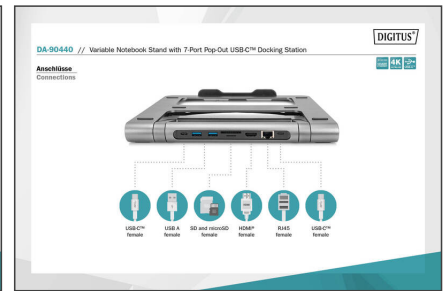 DIGITUS®
DA-90440 // Variable Notebook Stand with 7-Port Pop-Out USB-C™ Docking Station
Anschlüsse
Connections
4K
USB-C™ female
USB A female
SD and microSD female
HDMI® female
RJ45 female
USB-C™ female